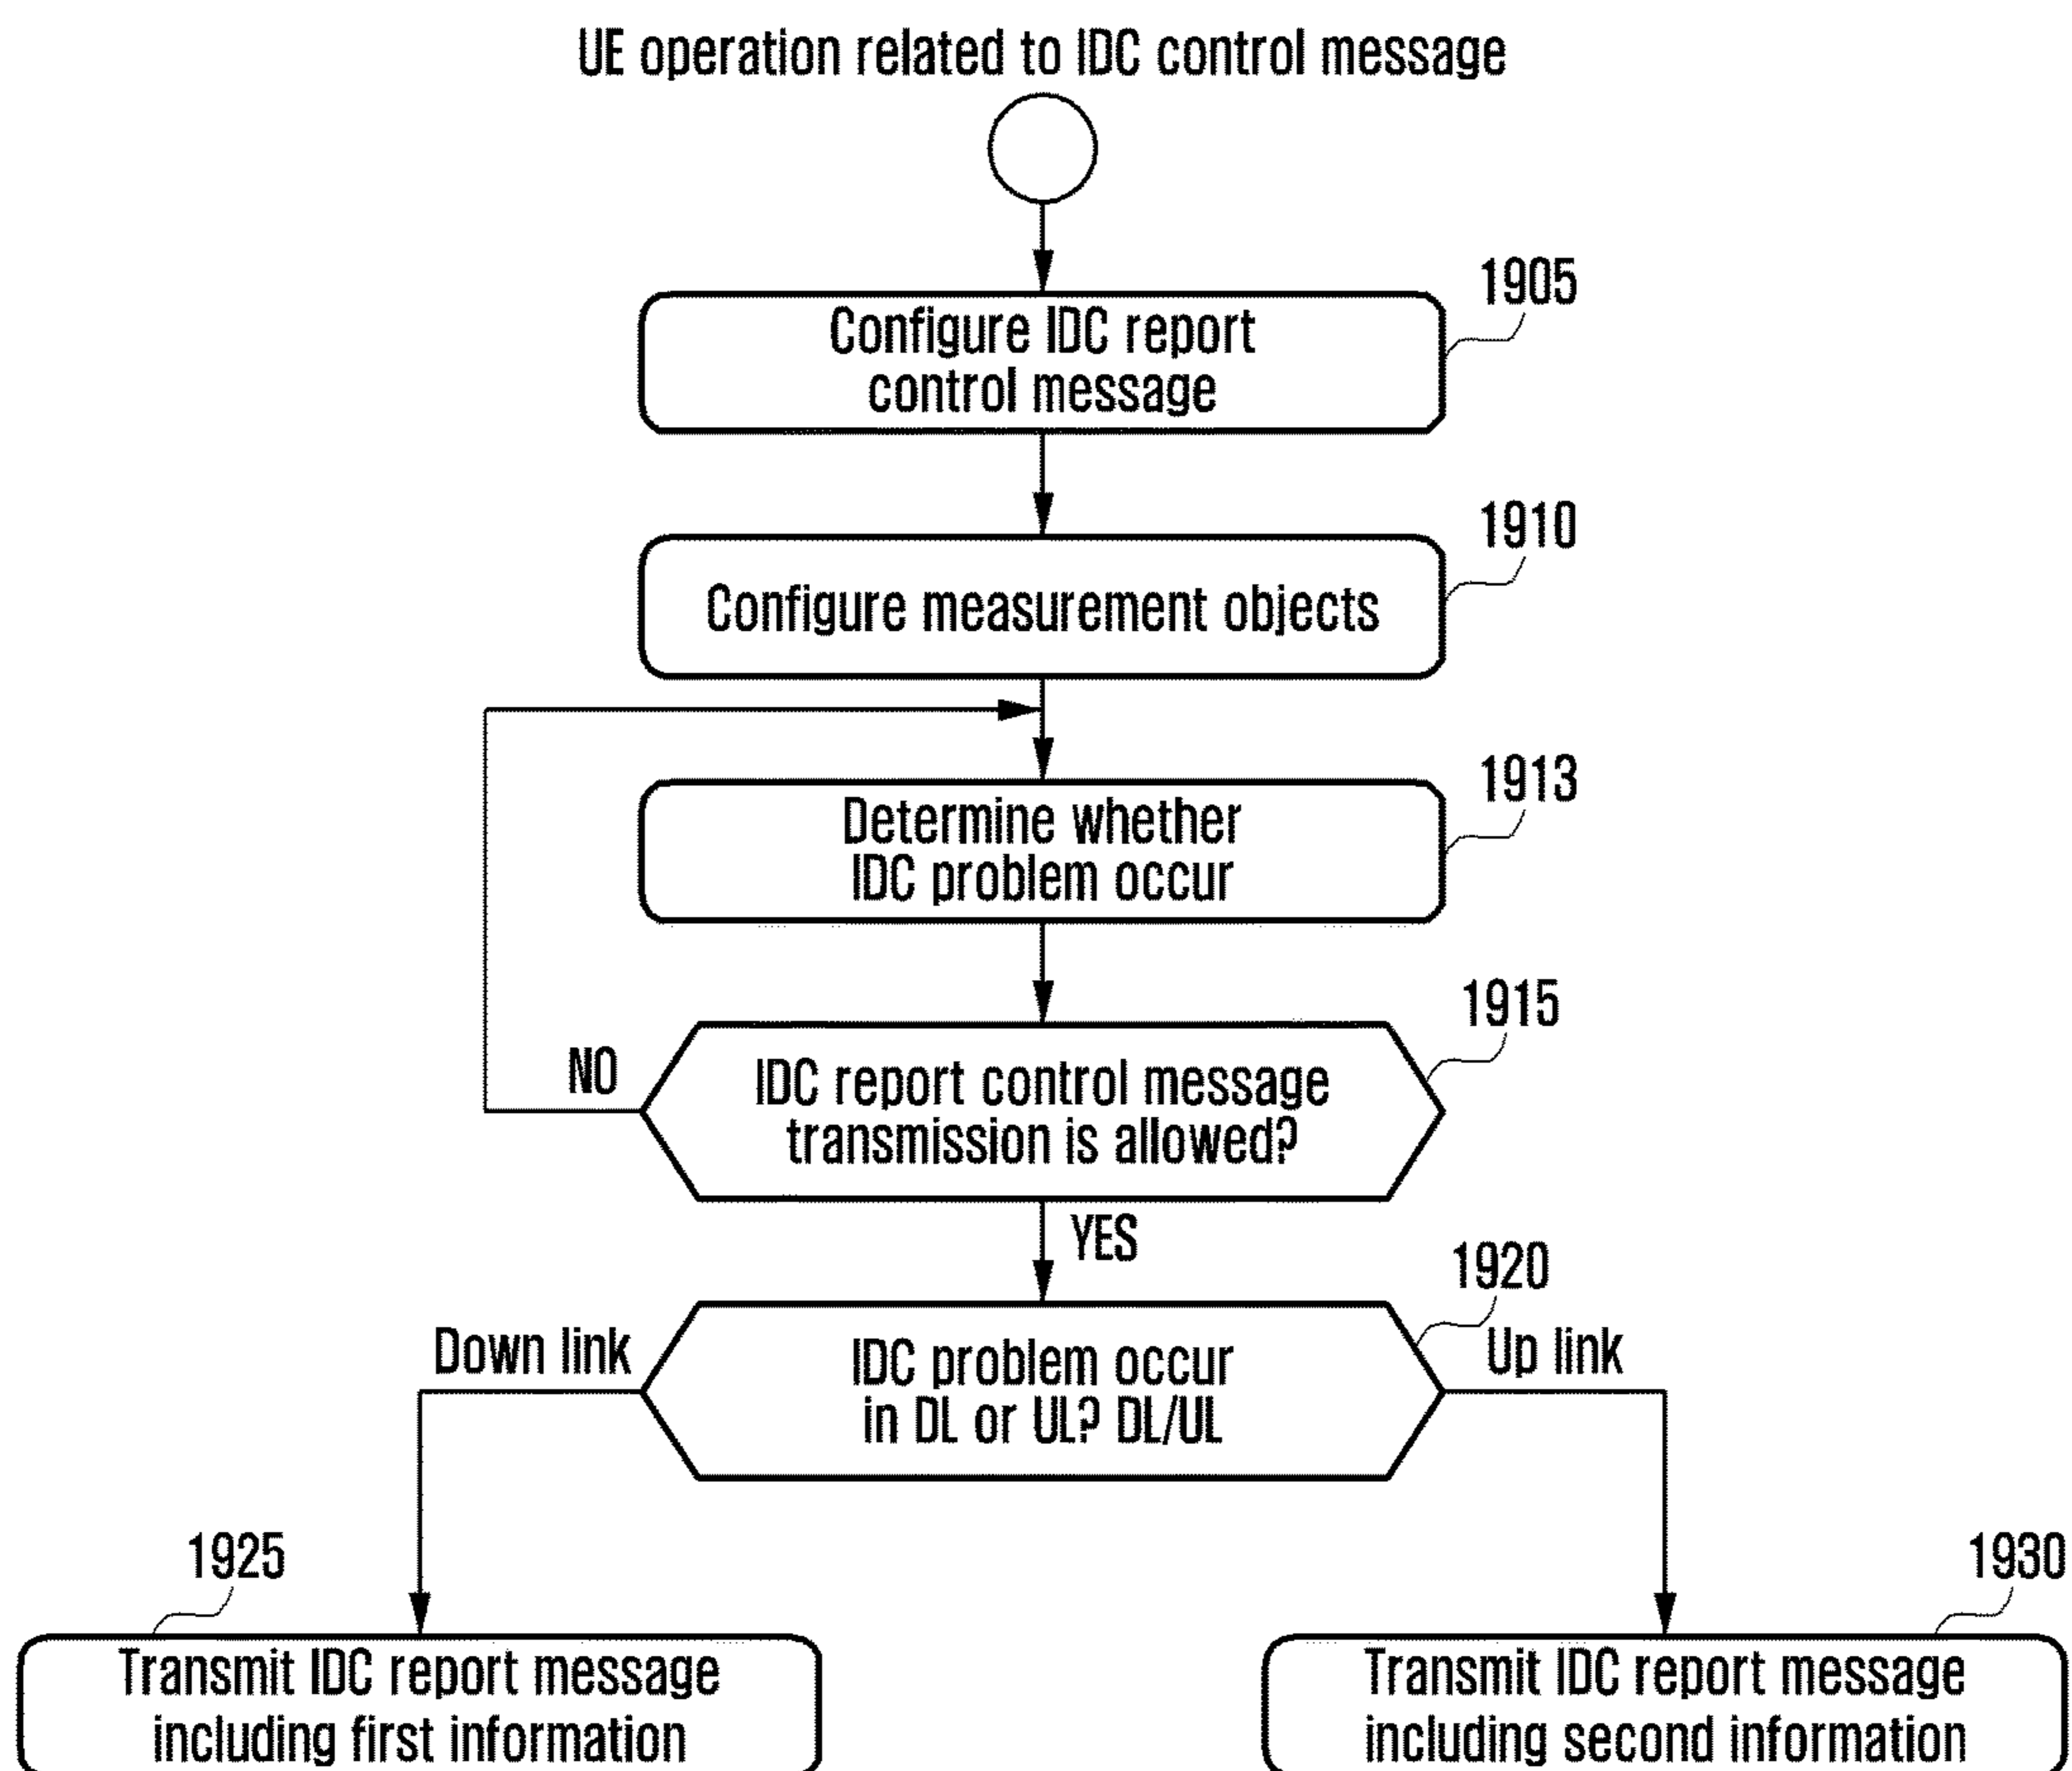 UE operation related to IDC control message
1905
Configure IDC report
control message
1910
Configure measurement objects
1913
Determine whether
IDC problem occur
1915
NO
IDC report control message
transmission is allowed?
YES
1920
Down link
IDC problem occur
in DL or UL? DL/UL
Up link
1925
Transmit IDC report message
including first information
1930
Transmit IDC report message
including second information